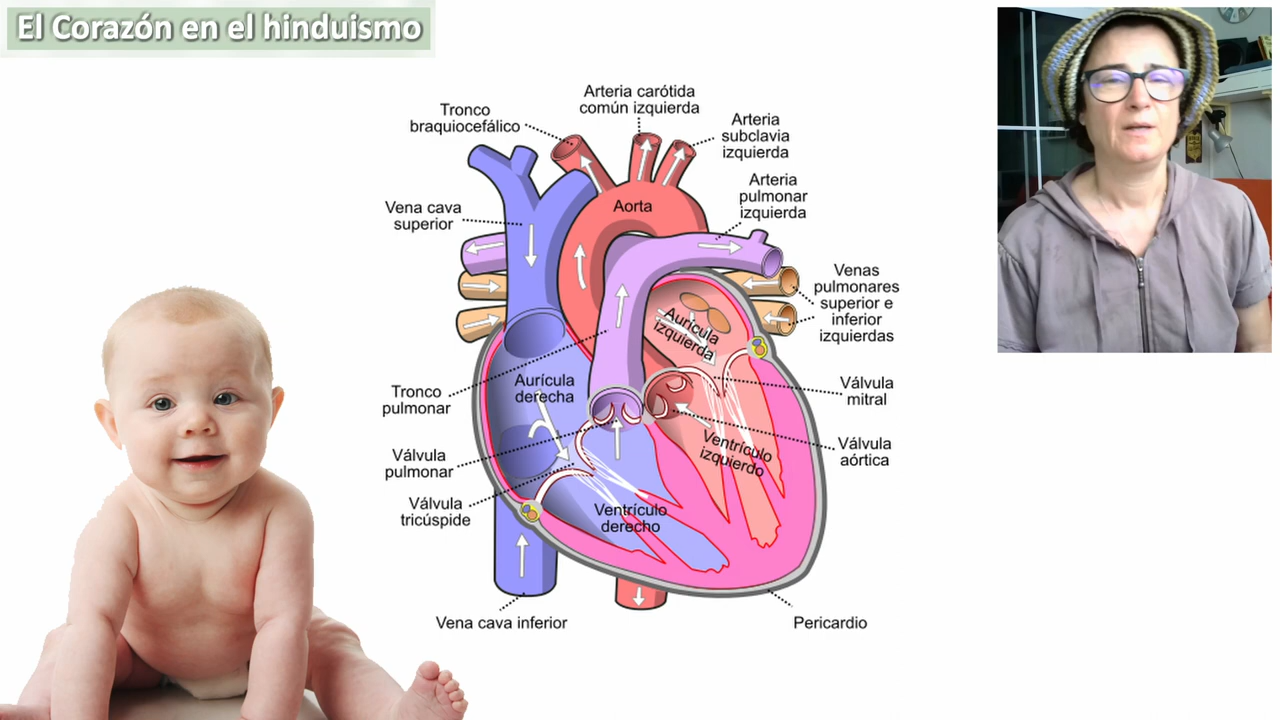 El Corazón en el hinduismo
Arteria carótida
común izquierda
Tronco
braquiocefálico
Arteria
subclavia
izquierda
Arteria
pulmonar
izquierda
Aorta
Vena cava
superior
Venas
pulmonares
superior e
inferior
izquierdas
Aurícula
izquierda
Aurícula
derecha
Tronco
pulmonar
Válvula
mitral
Válvula
pulmonar
Ventrículo
izquierdo
Válvula
aórtica
Válvula
tricúspide
Ventrículo
derecho
Vena cava inferior
Pericardio